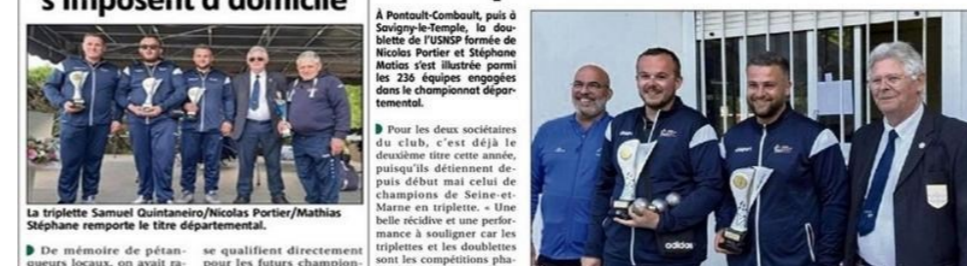 s'imposent à domicile
La triplette Samuel Quintaneiro/Nicolas Portier/Mathias
Stéphane remporte le titre départemental.
De mémoire de pétan-
queurs locaux, on avait ra-
se qualifient directement
pour les futurs champion-
À Pontault-Combault, puis à
Savigny-le-Temple, la dou-
blette de l'USNSP formée de
Nicolas Portier et Stéphane
Matias s'est illustrée parmi
les 236 équipes engagées
dans le championnat dépar-
temental.
Pour les deux sociétaires
du club, c'est déjà le
deuxième titre cette année,
puisqu'ils détiennent de-
puis début mai celui de
champions de Seine-et-
Marne en triplette. « Une
belle récidive et une perfor-
mance à souligner car les
triplettes et les doublettes
sont les compétitions pha-
adidas